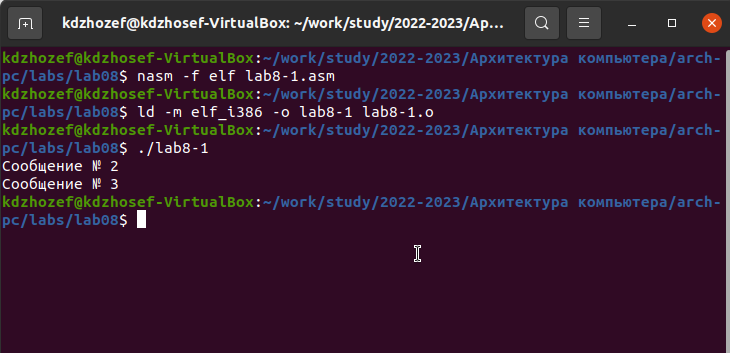 kdzhozef@kdzhosef-VirtualBox: ~/work/study/2022-2023/Ар...
kdzhozef@kdzhosef-VirtualBox:~/work/study/2022-2023/Архитектура компьютера/arch-
pc/labs/lab08$ nasm -f elf lab8-1.asm
kdzhozef@kdzhosef-VirtualBox:~/work/study/2022-2023/Архитектура компьютера/arch-
pc/labs/lab08$ ld -m elf_i386 -o lab8-1 lab8-1.o
kdzhozef@kdzhosef-VirtualBox:~/work/study/2022-2023/Архитектура компьютера/arch-
pc/labs/lab08$ ./lab8-1
Сообщение № 2
Сообщение № 3
kdzhozef@kdzhosef-VirtualBox:~/work/study/2022-2023/Архитектура компьютера/arch-
pc/labs/lab08$